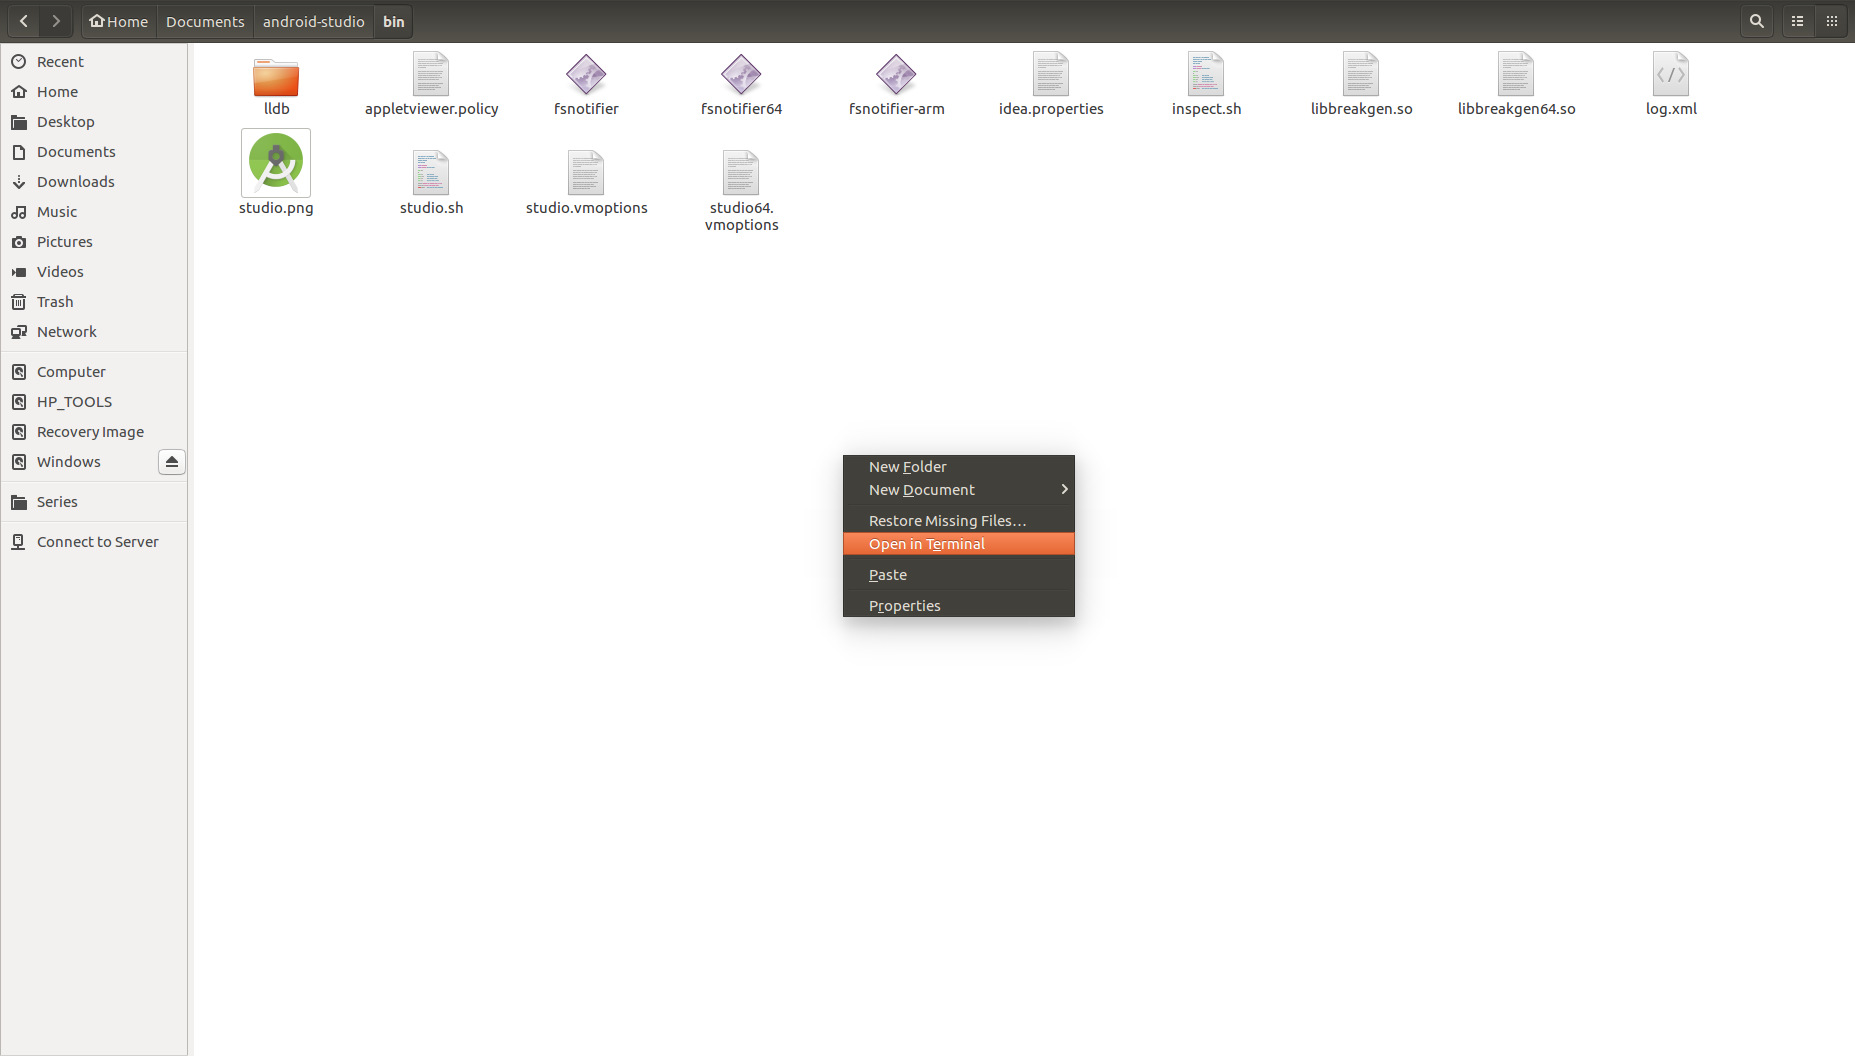 Home Documents android-studio bin
Recent
Home
Desktop
Documents
Downloads
Music
Pictures
Videos
Trash
Network
Computer
HP_TOOLS
Recovery Image
Windows
Series
Connect to Server
lldb appletviewer.policy fsnotifier fsnotifier64 fsnotifier-arm idea.properties inspect.sh libbreakgen.so libbreakgen64.so log.xml
studio.png studio.sh studio.vmoptions studio64.
vmoptions
New Folder
New Document
Restore Missing Files…
Open in Terminal
Paste
Properties